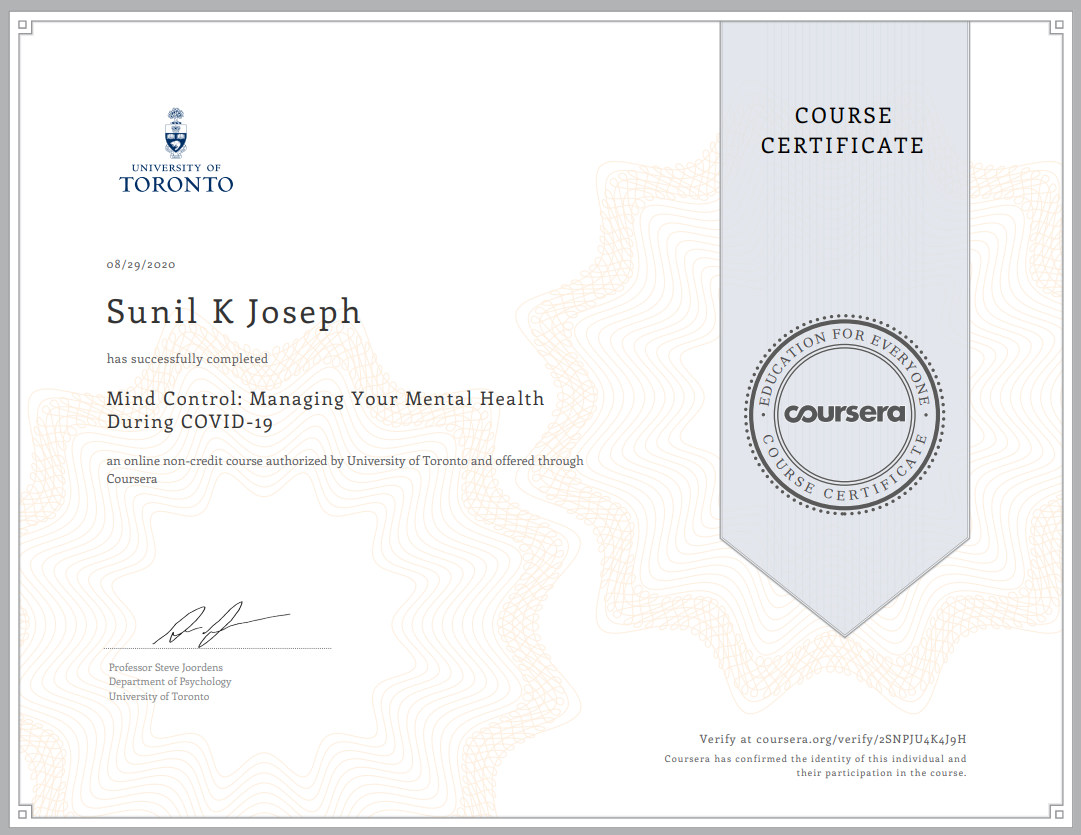 COURSE
CERTIFICATE
UNIVERSITY OF
TORONTO
08/29/2020
Sunil K Joseph
has successfully completed
Mind Control: Managing Your Mental Health
During COVID-19
an online non-credit course authorized by University of Toronto and offered through
Coursera
EDUCATION FOR EVERYONE
coursera
COURSE CERTIFICATE
Professor Steve Joordens
Department of Psychology
University of Toronto
Verify at coursera.org/verify/2SNPJU4K4J9H
Coursera has confirmed the identity of this individual and
their participation in the course.